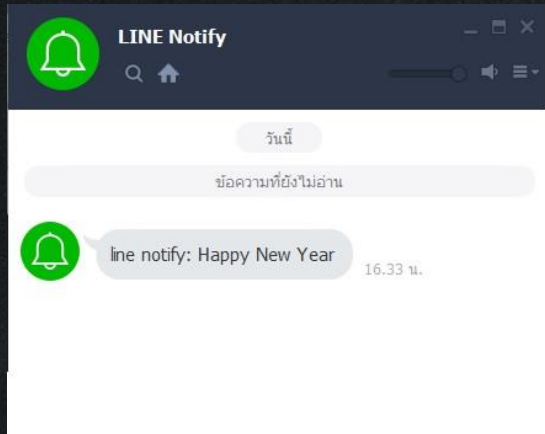 LINE Notify
วันนี้
ข้อความที่ยังไม่อ่าน
line notify: Happy New Year
16.33 น.